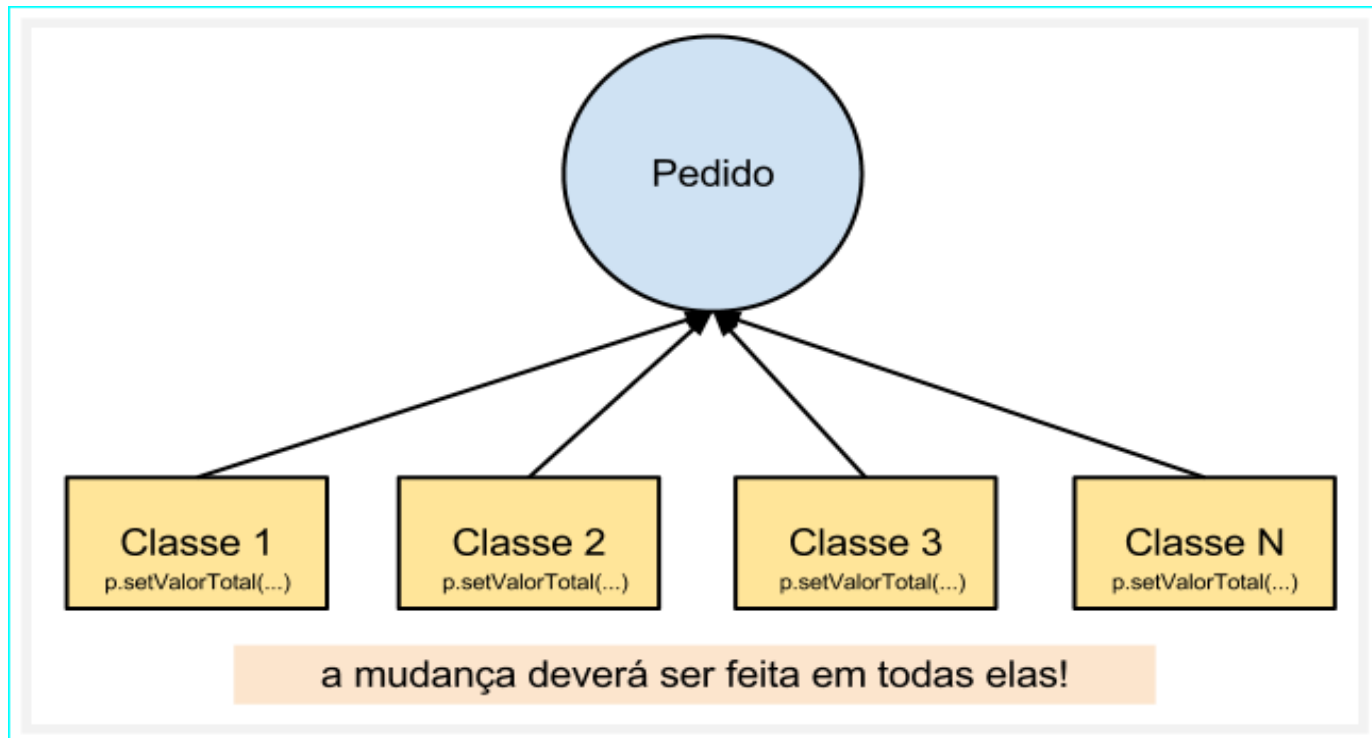 Pedido
Classe 1
p.setValorTotal(...)
Classe 2
p.setValorTotal(...)
Classe 3
p.setValorTotal(...)
Classe N
p.setValorTotal(...)
a mudança deverá ser feita em todas elas!